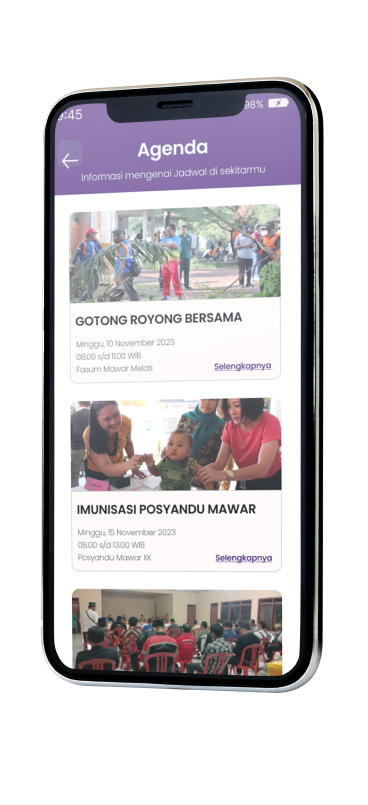 9:45
98%
Agenda
Informasi mengenai Jadwal di sekitarmu
GOTONG ROYONG BERSAMA
Minggu, 10 November 2023
08.00 s/d 11.00 WIB
Fasum Mawar Melati
Selengkapnya
IMUNISASI POSYANDU MAWAR
Minggu, 15 November 2023
08.00 s/d 13.00 WIB
Posyandu Mawar IIX
Selengkapnya